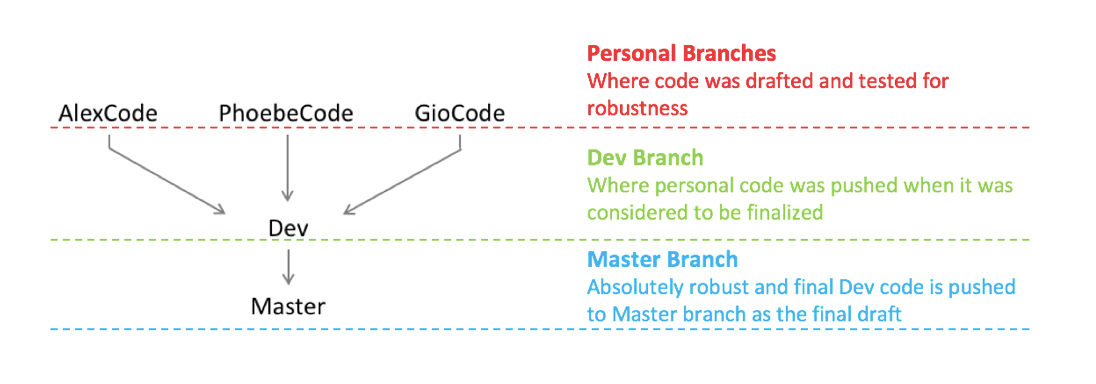 Personal Branches
Where code was drafted and tested for
robustness
AlexCode PhoebeCode GioCode
Dev Branch
Where personal code was pushed when it was
considered to be finalized
Dev
Master Branch
Absolutely robust and final Dev code is pushed
to Master branch as the final draft
Master